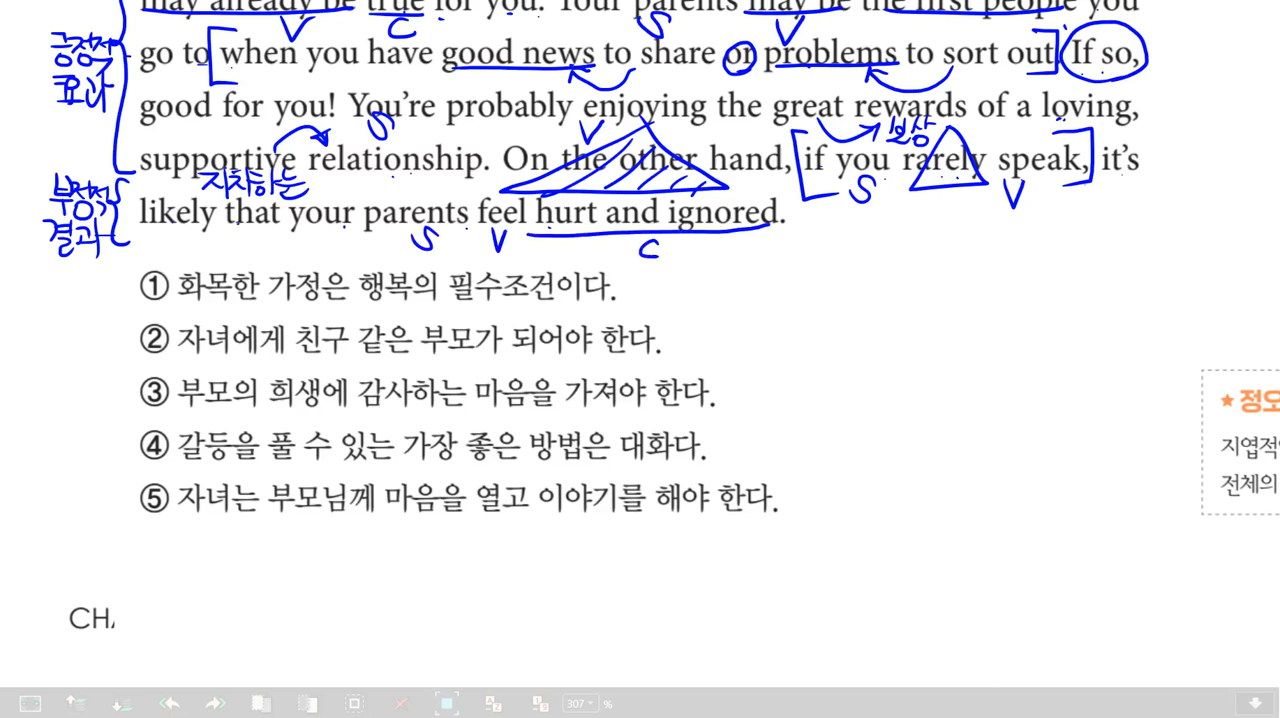 may already be true for you. Your parents may be the first people you
go to when you have good news to share or problems to sort out. If so,
good for you! You're probably enjoying the great rewards of a loving,
supportive relationship. On the other hand, if you rarely speak, it's
likely that your parents feel hurt and ignored.
긍정적
효과
부정적
결과
보상
지지하는
V
C
S
V
S
V
S
V
S
V
C
① 화목한 가정은 행복의 필수조건이다.
② 자녀에게 친구 같은 부모가 되어야 한다.
③ 부모의 희생에 감사하는 마음을 가져야 한다.
④ 갈등을 풀 수 있는 가장 좋은 방법은 대화다.
⑤ 자녀는 부모님께 마음을 열고 이야기를 해야 한다.
★ 정오
지엽적
전체의
CHA
307 %